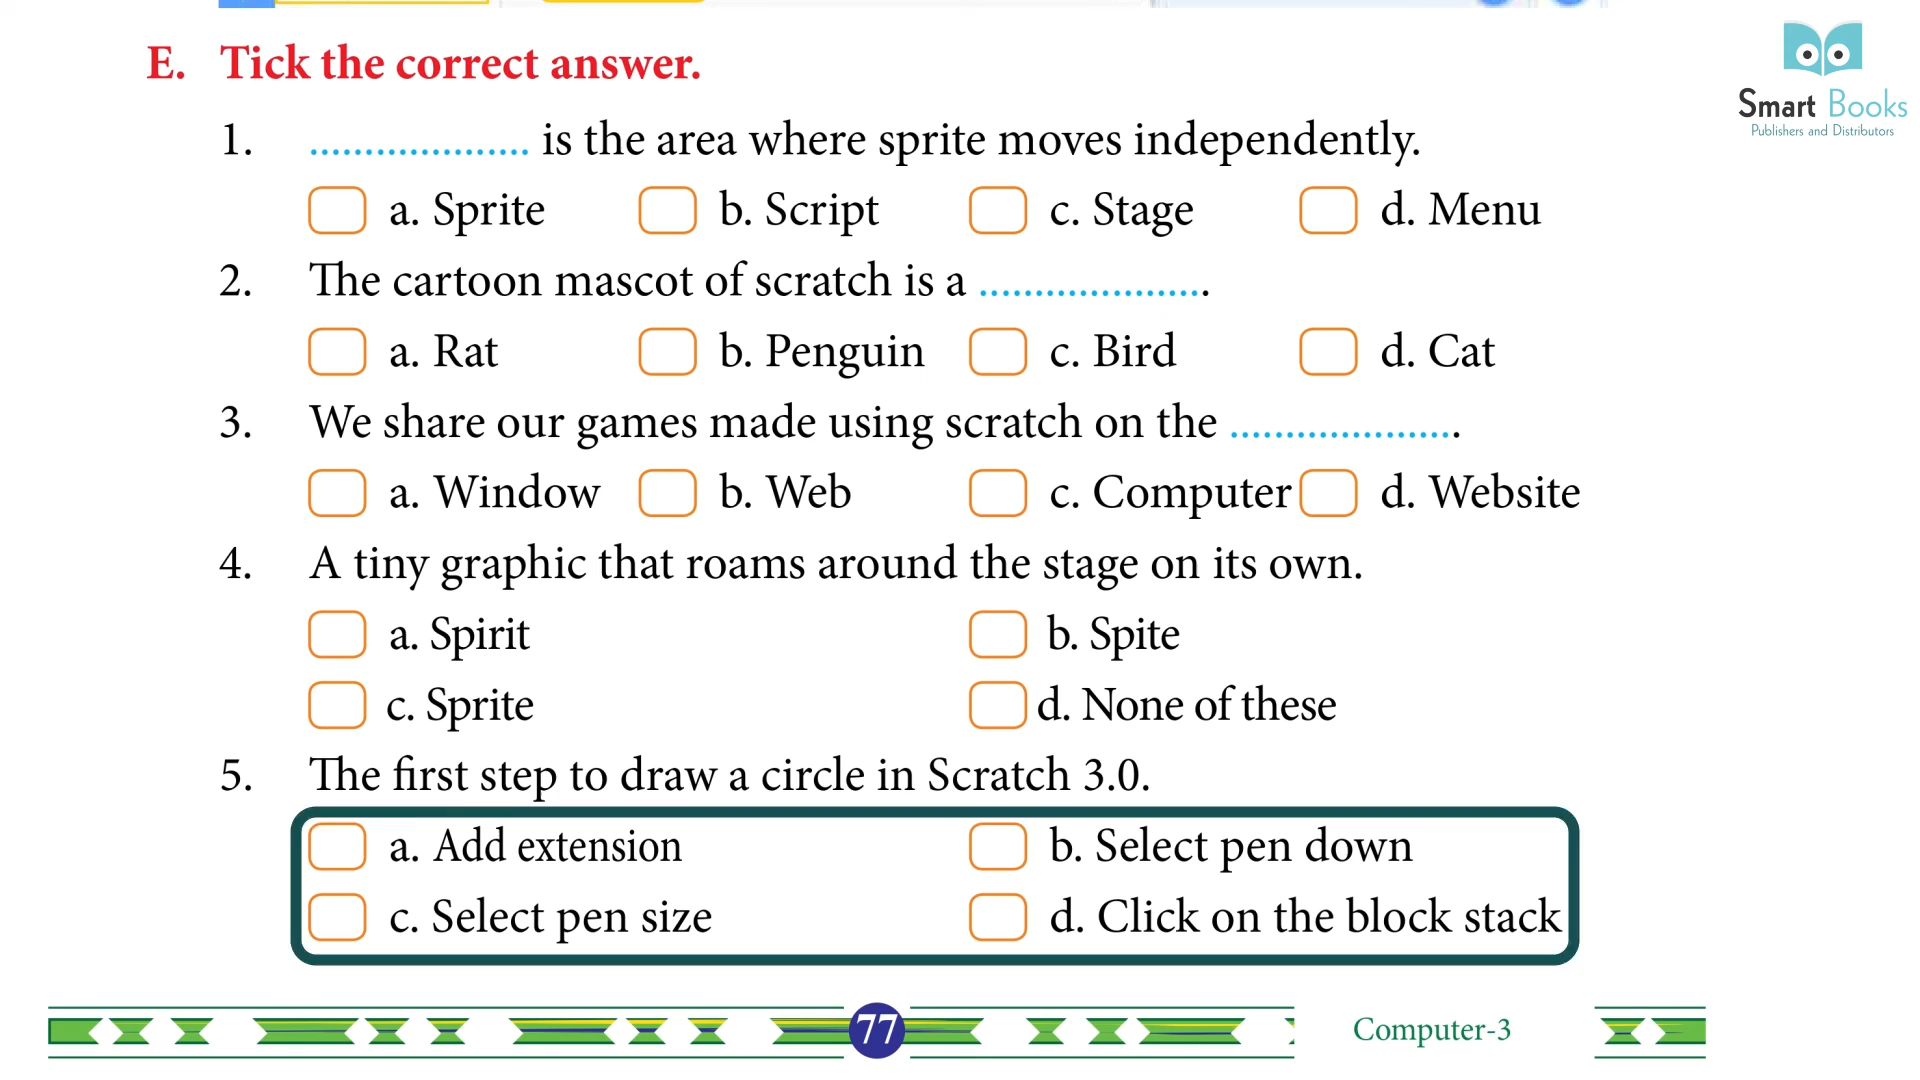 Smart Books
Publishers and Distributors
E. Tick the correct answer.
1. .................... is the area where sprite moves independently.
a. Sprite b. Script c. Stage d. Menu
2. The cartoon mascot of scratch is a .....................
a. Rat b. Penguin c. Bird d. Cat
3. We share our games made using scratch on the .....................
a. Window b. Web c. Computer d. Website
4. A tiny graphic that roams around the stage on its own.
a. Spirit b. Spite
c. Sprite d. None of these
5. The first step to draw a circle in Scratch 3.0.
a. Add extension b. Select pen down
c. Select pen size d. Click on the block stack
77 Computer-3